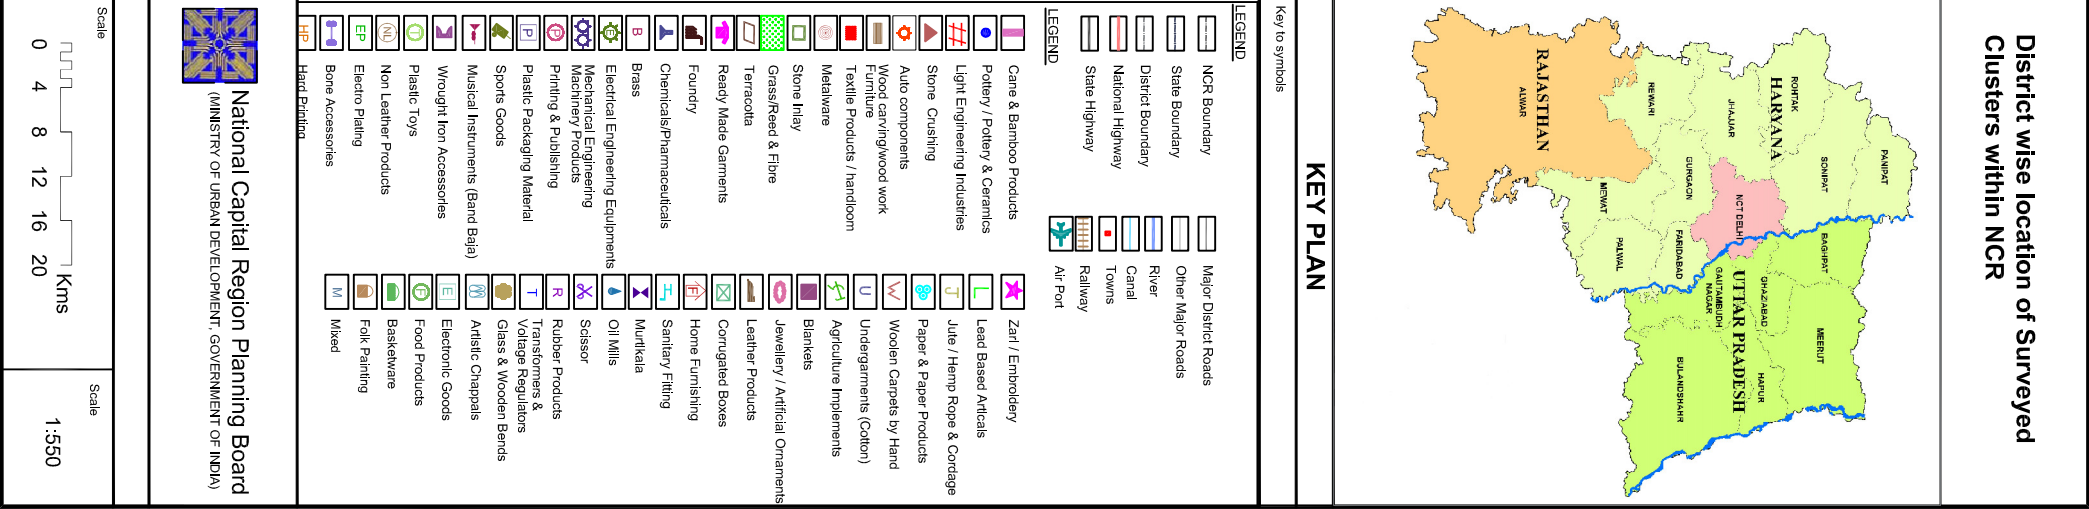 District wise location of Surveyed
Clusters within NCR
PANIPAT
SONIPAT
ROHTAK
HARYANA
JHAJJAR
REWARI
GURGAON
NCT DELHI
MEWAT
FARIDABAD
PALWAL
RAJASTHAN
ALWAR
BAGHPAT
MEERUT
GHAZIABAD
UTTAR PRADESH
GAUTAMBUDH
NAGAR
HAPUR
BULANDSHAHR
KEY PLAN
Key to symbols
LEGEND
NCR Boundary
State Boundary
District Boundary
National Highway
State Highway
Major District Roads
Other Major Roads
River
Canal
Towns
Railway
Air Port
LEGEND
Cane & Bamboo Products
Pottery / Pottery & Ceramics
Light Engineering Industries
Stone Crushing
Auto components
Wood carving/wood work
Furniture
Textile Products / handloom
Metalware
Stone Inlay
Grass/Reed & Fibre
Terracotta
Ready Made Garments
Foundry
Chemicals/Pharmaceuticals
B Brass
E Electrical Engineering Equipments
Mechanical Engineering
Machinery Products
P Printing & Publishing
P Plastic Packaging Material
Sports Goods
Musical Instruments (Band Baja)
Wrought Iron Accessories
T Plastic Toys
NL Non Leather Products
EP Electro Plating
Bone Accessories
HP Hard Printing
Zari / Embroidery
L Lead Based Articals
J Jute / Hemp Rope & Cordage
Paper & Paper Products
W Woolen Carpets by Hand
U Undergarments (Cotton)
Agriculture Implements
Blankets
Jewellery / Artificial Ornaments
Leather Products
Corrugated Boxes
F Home Furnishing
Sanitary Fitting
Murtikala
Oil Mills
Scissor
R Rubber Products
T Transformers &
Voltage Regulators
Glass & Wooden Bends
Artistic Chappals
E Electronic Goods
F Food Products
Basketware
Folk Painting
M Mixed
National Capital Region Planning Board
(MINISTRY OF URBAN DEVELOPMENT, GOVERNMENT OF INDIA)
Scale
0 4 8 12 16 20 Kms
Scale
1:550